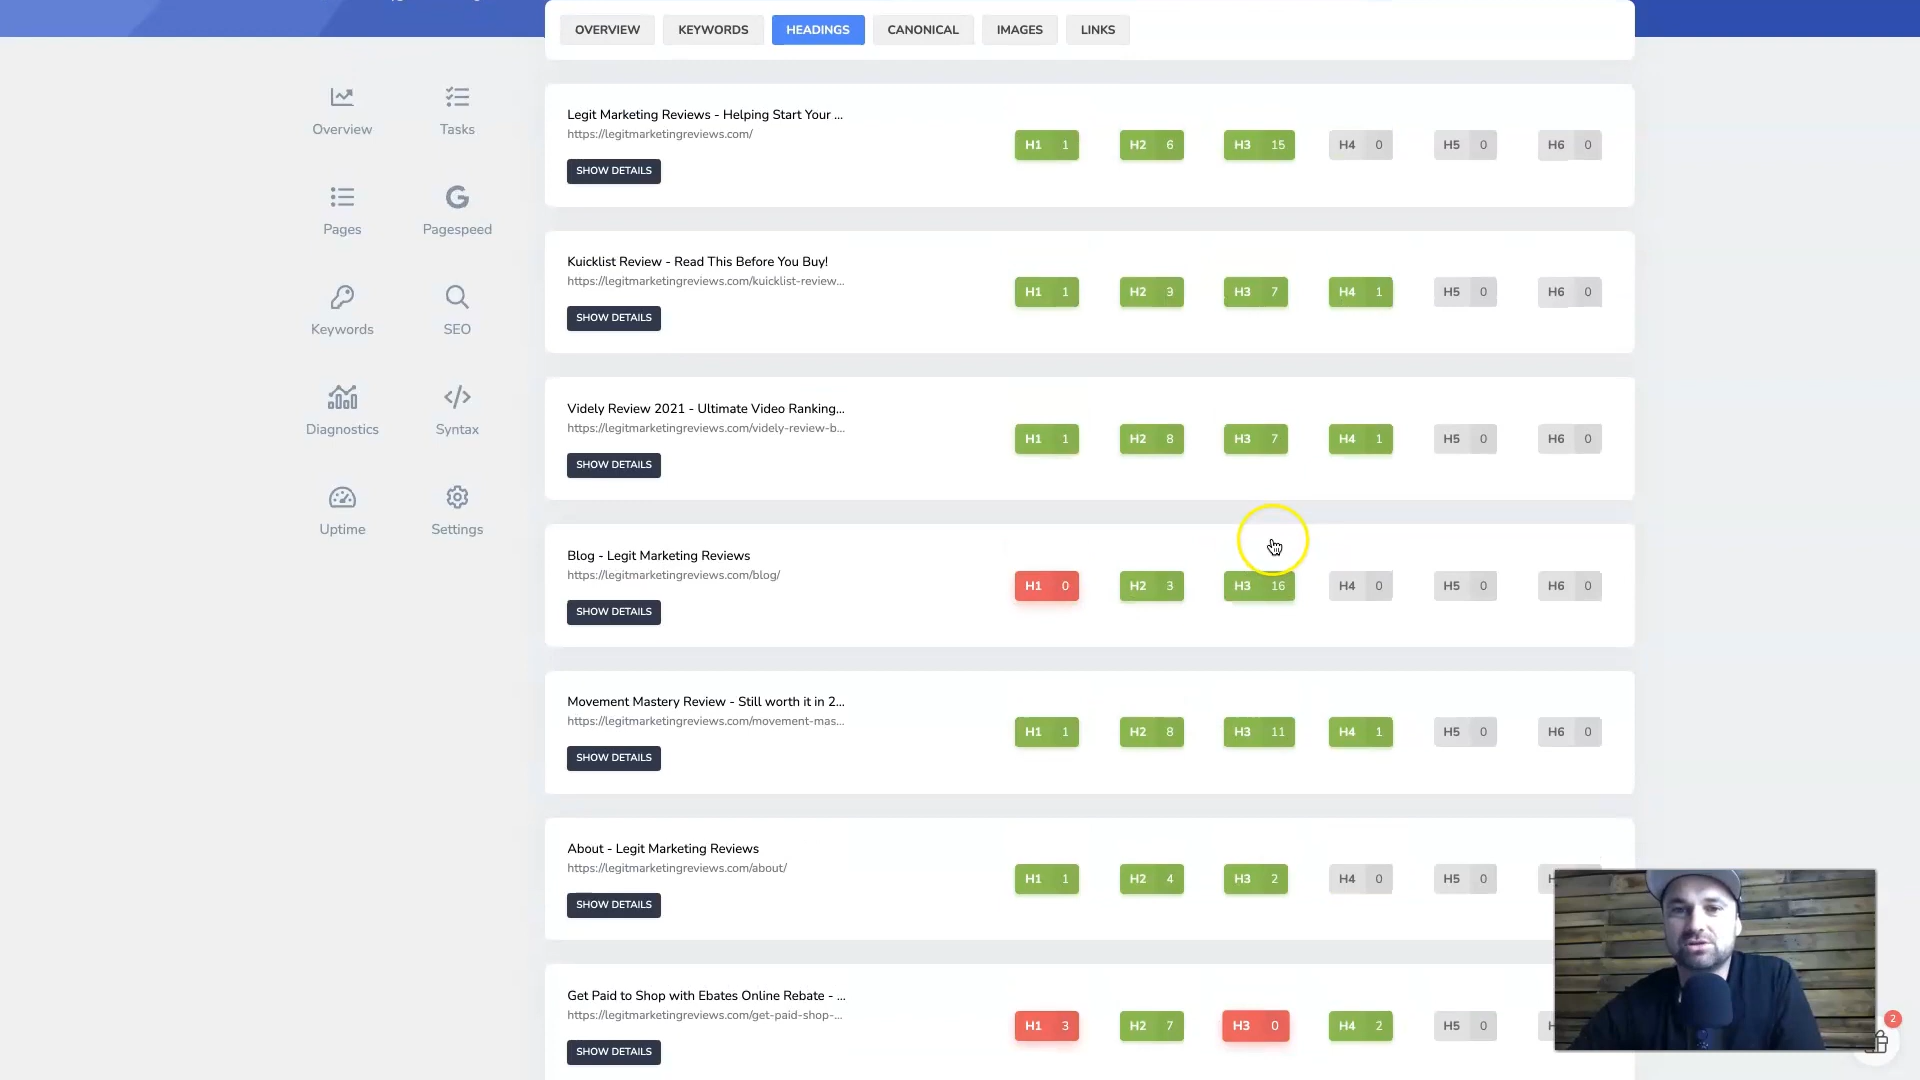 OVERVIEW KEYWORDS HEADINGS CANONICAL IMAGES LINKS
Overview Tasks
Pages Pagespeed
Keywords SEO
Diagnostics Syntax
Uptime Settings
Legit Marketing Reviews - Helping Start Your ...
https://legitmarketingreviews.com/
SHOW DETAILS
H1 1 H2 6 H3 15 H4 0 H5 0 H6 0
Kuicklist Review - Read This Before You Buy!
https://legitmarketingreviews.com/kuicklist-review...
SHOW DETAILS
H1 1 H2 9 H3 7 H4 1 H5 0 H6 0
Videly Review 2021 - Ultimate Video Ranking...
https://legitmarketingreviews.com/videly-review-b...
SHOW DETAILS
H1 1 H2 8 H3 7 H4 1 H5 0 H6 0
Blog - Legit Marketing Reviews
https://legitmarketingreviews.com/blog/
SHOW DETAILS
H1 0 H2 3 H3 16 H4 0 H5 0 H6 0
Movement Mastery Review - Still worth it in 2...
https://legitmarketingreviews.com/movement-mas...
SHOW DETAILS
H1 1 H2 8 H3 11 H4 1 H5 0 H6 0
About - Legit Marketing Reviews
https://legitmarketingreviews.com/about/
SHOW DETAILS
H1 1 H2 4 H3 2 H4 0 H5 0
Get Paid to Shop with Ebates Online Rebate - ...
https://legitmarketingreviews.com/get-paid-shop-...
SHOW DETAILS
H1 3 H2 7 H3 0 H4 2 H5 0
2